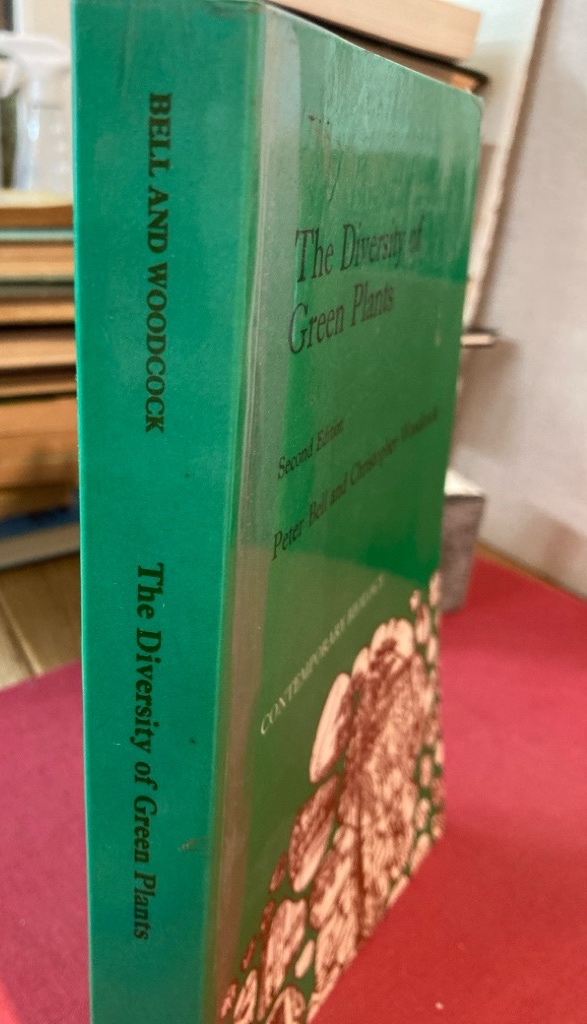 BELL AND WOODCOCK
The Diversity of Green Plants
The Diversity of
Green Plants
Second Edition
Peter Bell and Christopher Woodcock
CONTEMPORARY BIOLOGY